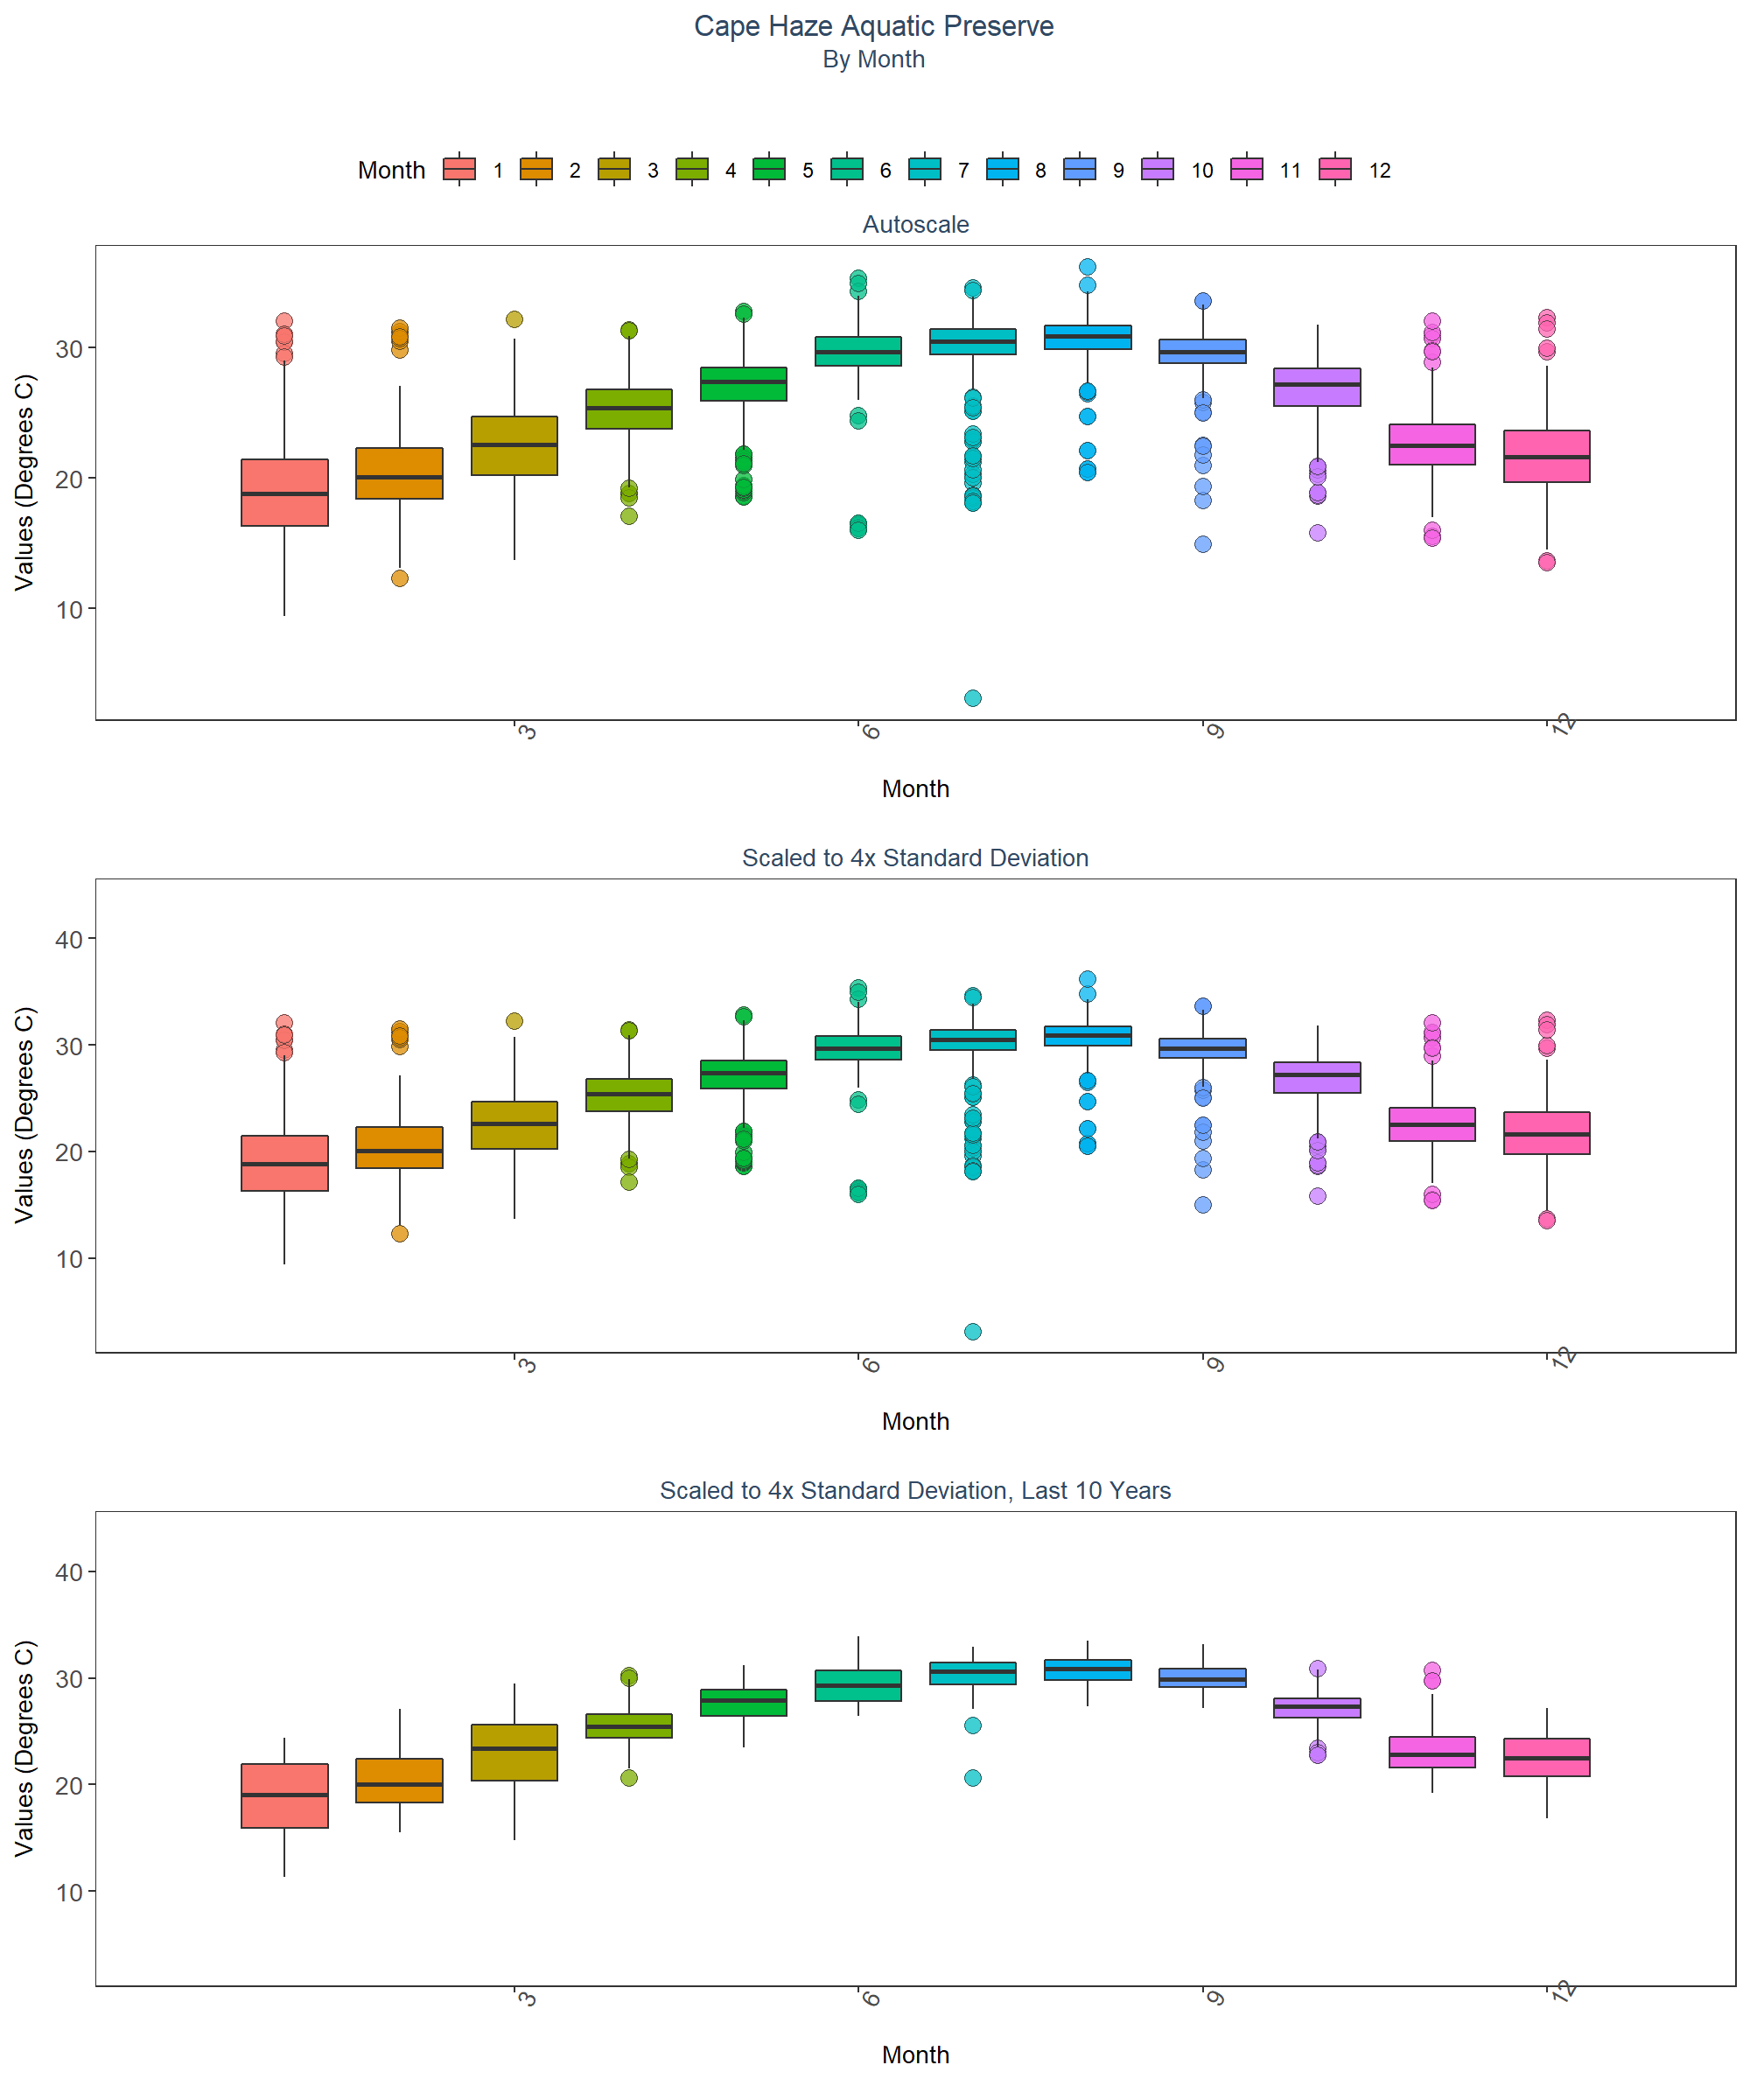 Cape Haze Aquatic Preserve
By Month
Month 1 2 3 4 5 6 7 8 9 10 11 12
Autoscale
Values (Degrees C)
30
20
10
3 6 9 12
Month
Scaled to 4x Standard Deviation
Values (Degrees C)
40
30
20
10
3 6 9 12
Month
Scaled to 4x Standard Deviation, Last 10 Years
Values (Degrees C)
40
30
20
10
3 6 9 12
Month